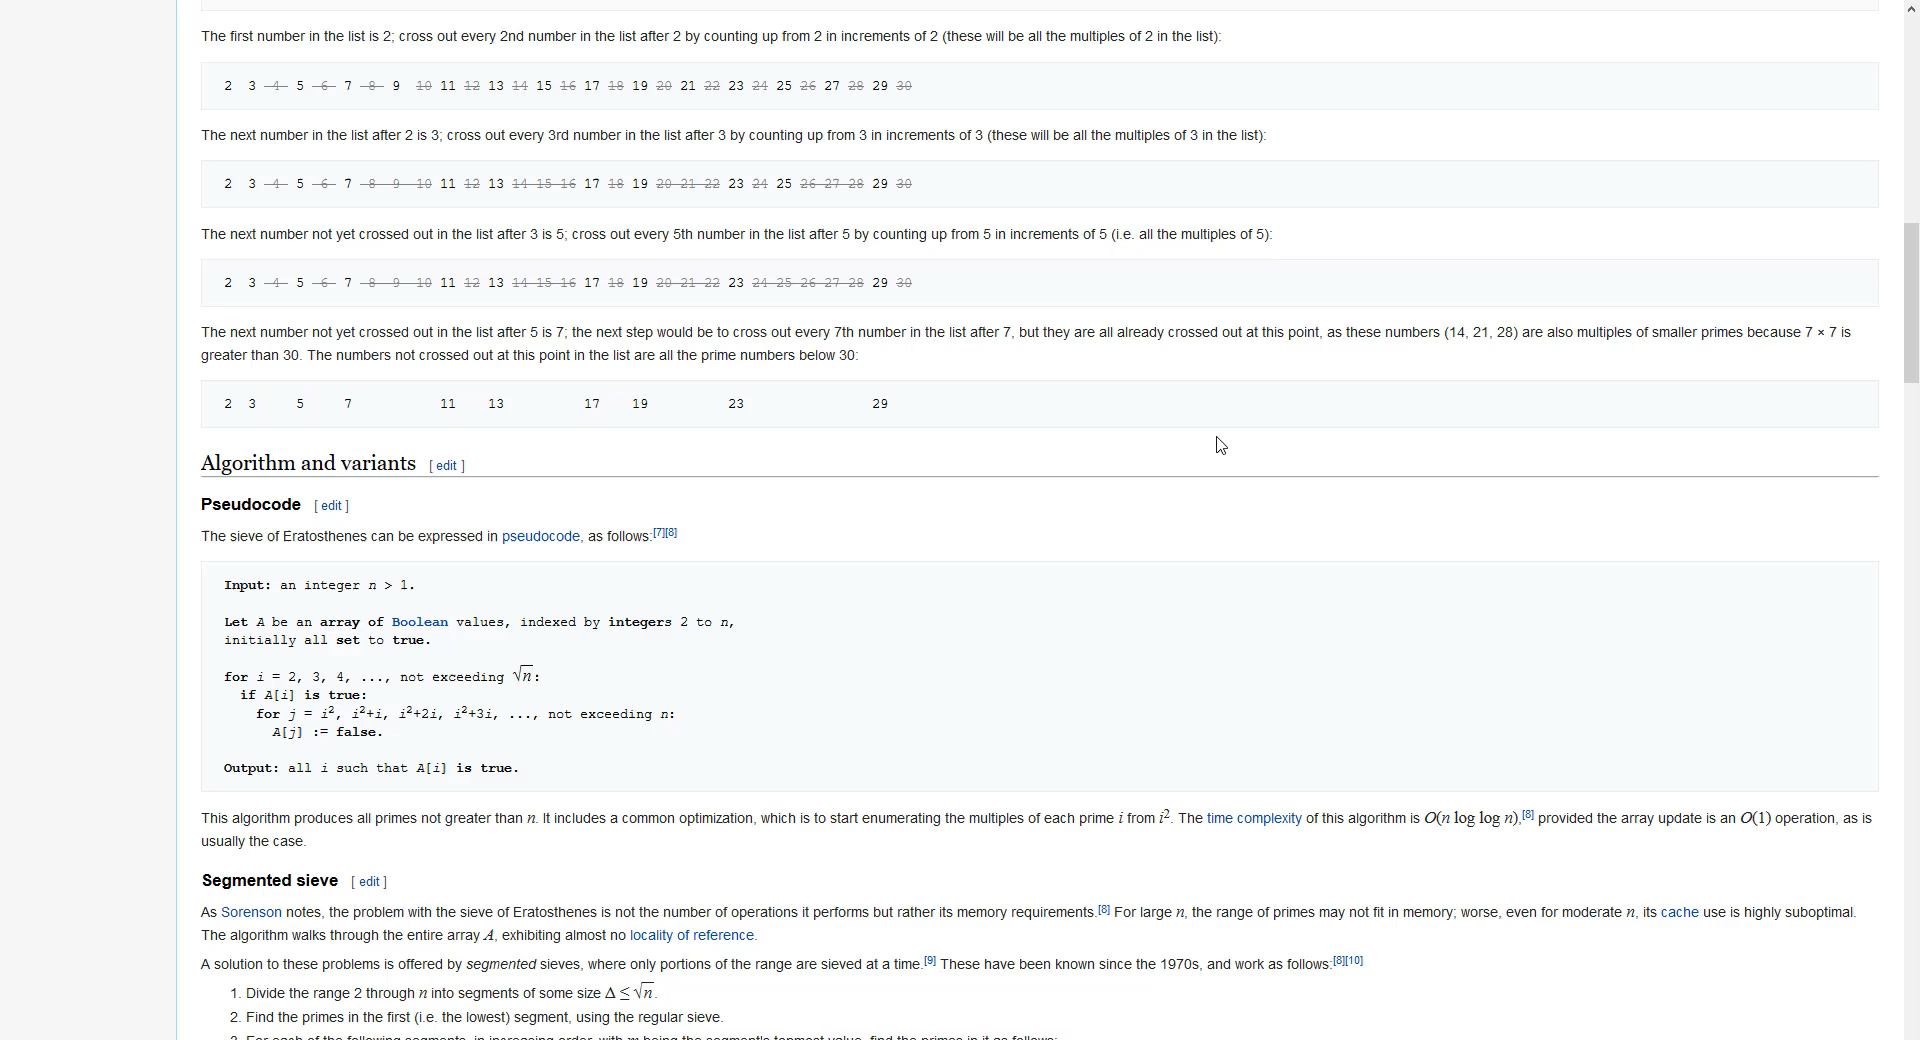 The first number in the list is 2; cross out every 2nd number in the list after 2 by counting up from 2 in increments of 2 (these will be all the multiples of 2 in the list):
2 3 4 5 6 7 8 9 10 11 12 13 14 15 16 17 18 19 20 21 22 23 24 25 26 27 28 29 30
The next number in the list after 2 is 3; cross out every 3rd number in the list after 3 by counting up from 3 in increments of 3 (these will be all the multiples of 3 in the list):
2 3 4 5 6 7 8 9 10 11 12 13 14 15 16 17 18 19 20 21 22 23 24 25 26 27 28 29 30
The next number not yet crossed out in the list after 3 is 5; cross out every 5th number in the list after 5 by counting up from 5 in increments of 5 (i.e. all the multiples of 5):
2 3 4 5 6 7 8 9 10 11 12 13 14 15 16 17 18 19 20 21 22 23 24 25 26 27 28 29 30
The next number not yet crossed out in the list after 5 is 7; the next step would be to cross out every 7th number in the list after 7, but they are all already crossed out at this point, as these numbers (14, 21, 28) are also multiples of smaller primes because 7 × 7 is
greater than 30. The numbers not crossed out at this point in the list are all the prime numbers below 30:
2 3 5 7 11 13 17 19 23 29
Algorithm and variants [ edit ]
Pseudocode [ edit ]
The sieve of Eratosthenes can be expressed in pseudocode, as follows:[7][8]
Input: an integer n > 1.
Let A be an array of Boolean values, indexed by integers 2 to n,
initially all set to true.
for i = 2, 3, 4, ..., not exceeding √n:
if A[i] is true:
for j = i², i²+i, i²+2i, i²+3i, ..., not exceeding n:
A[j] := false.
Output: all i such that A[i] is true.
This algorithm produces all primes not greater than n. It includes a common optimization, which is to start enumerating the multiples of each prime i from i². The time complexity of this algorithm is O(n log log n),[8] provided the array update is an O(1) operation, as is
usually the case.
Segmented sieve [ edit ]
As Sorenson notes, the problem with the sieve of Eratosthenes is not the number of operations it performs but rather its memory requirements.[8] For large n, the range of primes may not fit in memory; worse, even for moderate n, its cache use is highly suboptimal.
The algorithm walks through the entire array A, exhibiting almost no locality of reference.
A solution to these problems is offered by segmented sieves, where only portions of the range are sieved at a time.[9] These have been known since the 1970s, and work as follows:[8][10]
1. Divide the range 2 through n into segments of some size Δ ≤ √n.
2. Find the primes in the first (i.e. the lowest) segment, using the regular sieve.
3. For each of the following segments, in increasing order, with m being the segment's topmost value, find the primes in it as follows: